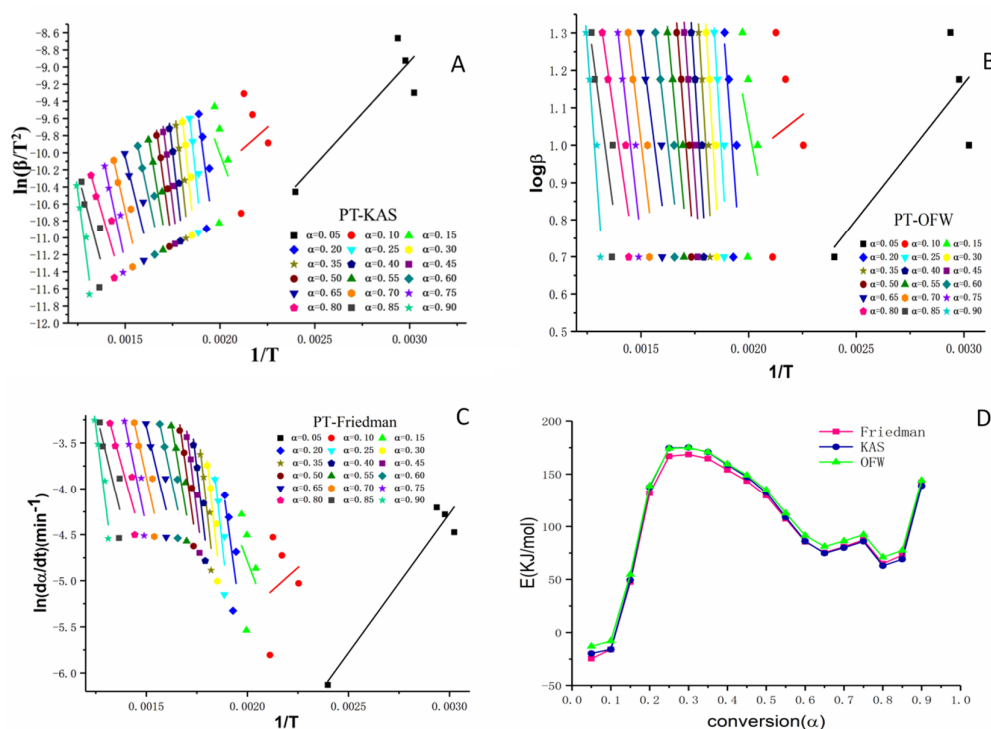 A
ln(β/T²)
-8.6
-8.8
-9.0
-9.2
-9.4
-9.6
-9.8
-10.0
-10.2
-10.4
-10.6
-10.8
-11.0
-11.2
-11.4
-11.6
-11.8
-12.0
PT-KAS
α=0.05 α=0.10 α=0.15
α=0.20 α=0.25 α=0.30
α=0.35 α=0.40 α=0.45
α=0.50 α=0.55 α=0.60
α=0.65 α=0.70 α=0.75
α=0.80 α=0.85 α=0.90
0.0015 0.0020 0.0025 0.0030
1/T
B
logβ
1.3
1.2
1.1
1.0
0.9
0.8
0.7
0.6
0.5
PT-OFW
α=0.05 α=0.10 α=0.15
α=0.20 α=0.25 α=0.30
α=0.35 α=0.40 α=0.45
α=0.50 α=0.55 α=0.60
α=0.65 α=0.70 α=0.75
α=0.80 α=0.85 α=0.90
0.0015 0.0020 0.0025 0.0030
1/T
C
ln(dα/dt)(min⁻¹)
-3.5
-4.0
-4.5
-5.0
-5.5
-6.0
PT-Friedman
α=0.05 α=0.10 α=0.15
α=0.20 α=0.25 α=0.30
α=0.35 α=0.40 α=0.45
α=0.50 α=0.55 α=0.60
α=0.65 α=0.70 α=0.75
α=0.80 α=0.85 α=0.90
0.0015 0.0020 0.0025 0.0030
1/T
D
E(KJ/mol)
200
150
100
50
0
-50
Friedman
KAS
OFW
0.0 0.1 0.2 0.3 0.4 0.5 0.6 0.7 0.8 0.9 1.0
conversion(α)